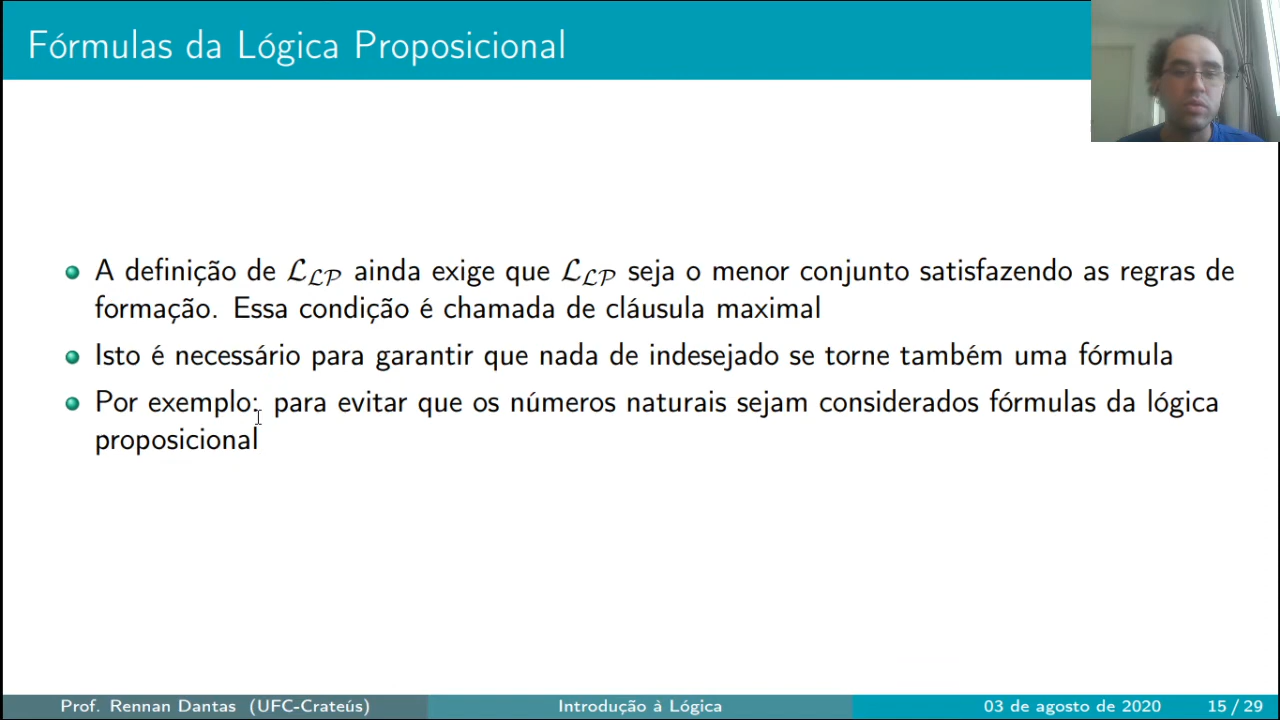 Fórmulas da Lógica Proposicional
A definição de ℒ_ℒ𝒫 ainda exige que ℒ_ℒ𝒫 seja o menor conjunto satisfazendo as regras de
formação. Essa condição é chamada de cláusula maximal
Isto é necessário para garantir que nada de indesejado se torne também uma fórmula
Por exemplo: para evitar que os números naturais sejam considerados fórmulas da lógica
proposicional
Prof. Rennan Dantas (UFC-Crateús) Introdução à Lógica 03 de agosto de 2020 15 / 29